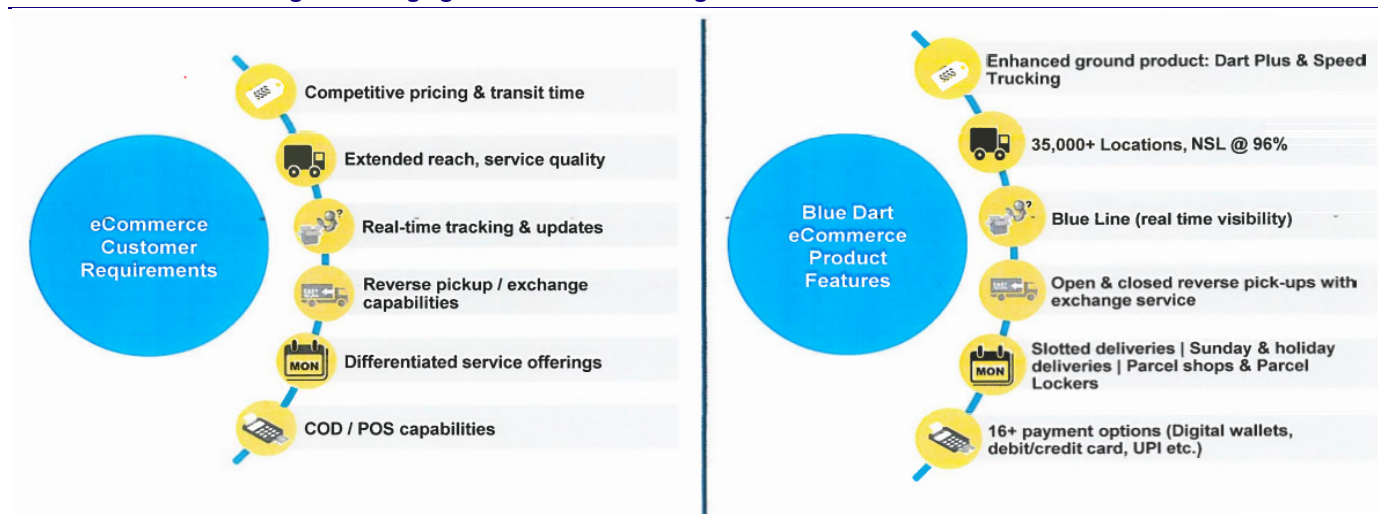 eCommerce
Customer
Requirements
Competitive pricing & transit time
Extended reach, service quality
Real-time tracking & updates
Reverse pickup / exchange
capabilities
MON
Differentiated service offerings
COD / POS capabilities
Blue Dart
eCommerce
Product
Features
Enhanced ground product: Dart Plus & Speed
Trucking
35,000+ Locations, NSL @ 96%
Blue Line (real time visibility)
Open & closed reverse pick-ups with
exchange service
MON
Slotted deliveries | Sunday & holiday
deliveries | Parcel shops & Parcel
Lockers
16+ payment options (Digital wallets,
debit/credit card, UPI etc.)